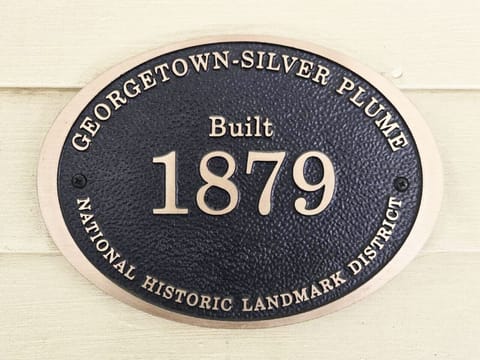 GEORGETOWN-SILVER PLUME
Built
1879
NATIONAL HISTORIC LANDMARK DISTRICT